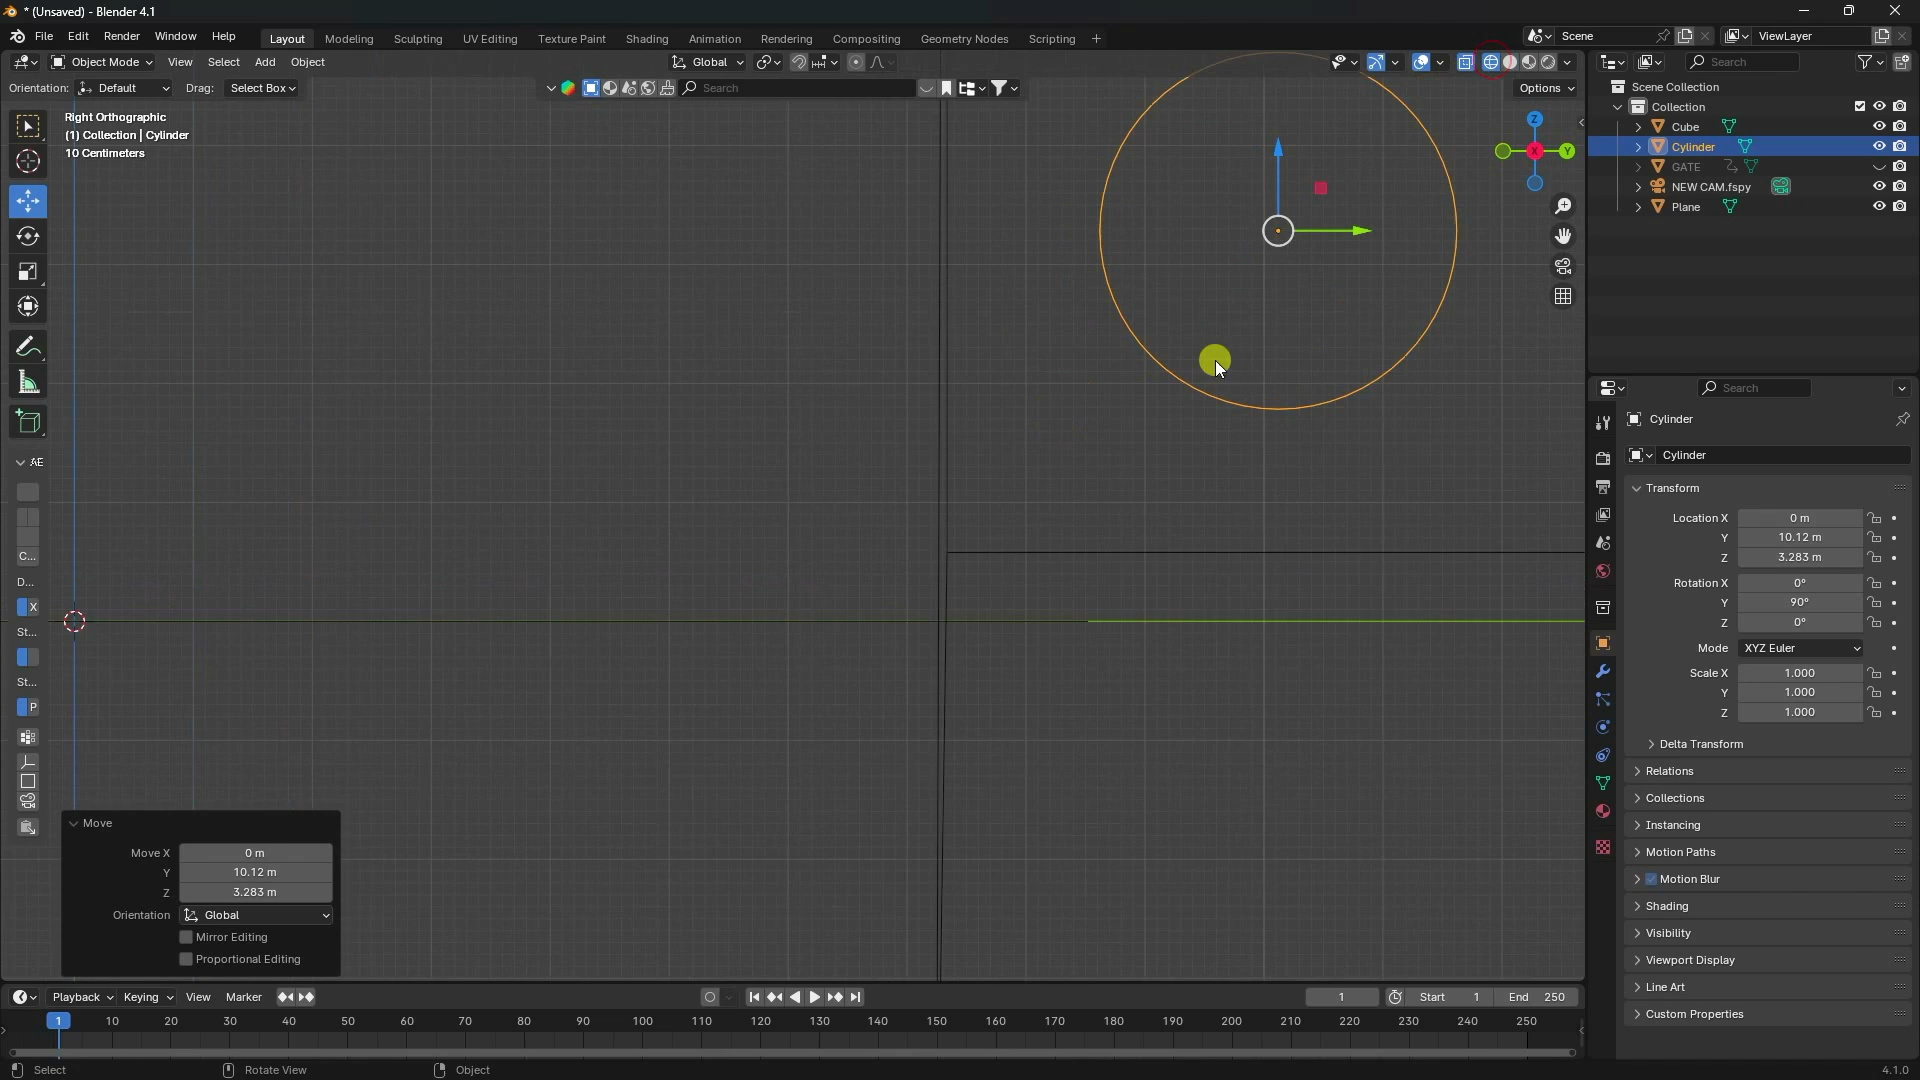 * (Unsaved) - Blender 4.1
File Edit Render Window Help Layout Modeling Sculpting UV Editing Texture Paint Shading Animation Rendering Compositing Geometry Nodes Scripting + Scene ViewLayer
Object Mode View Select Add Object Global Search
Orientation: Default Drag: Select Box Search Options
Right Orthographic
(1) Collection | Cylinder
10 Centimeters
Z
Y
X
Scene Collection
Collection
Cube
Cylinder
GATE
NEW CAM.fspy
Plane
AE
C...
D...
X
St...
St...
P
Search
Cylinder
Cylinder
Transform
Location X 0 m
Y 10.12 m
Z 3.283 m
Rotation X 0°
Y 90°
Z 0°
Mode XYZ Euler
Scale X 1.000
Y 1.000
Z 1.000
Delta Transform
Relations
Collections
Instancing
Motion Paths
Motion Blur
Shading
Visibility
Viewport Display
Line Art
Custom Properties
Move
Move X 0 m
Y 10.12 m
Z 3.283 m
Orientation Global
Mirror Editing
Proportional Editing
Playback Keying View Marker 1 Start 1 End 250
1 10 20 30 40 50 60 70 80 90 100 110 120 130 140 150 160 170 180 190 200 210 220 230 240 250
Select Rotate View Object 4.1.0